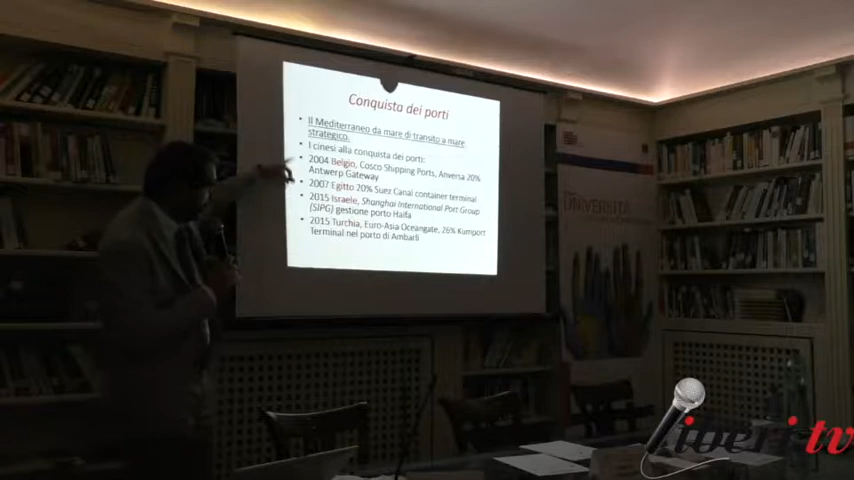 Conquista dei porti
• Il Mediterraneo da mare di transito a mare
strategico.
• I cinesi alla conquista dei porti:
• 2004 Belgio, Cosco Shipping Ports, Anversa 20%
Antwerp Gateway
• 2007 Egitto 20% Suez Canal container terminal
• 2015 Israele, Shanghai International Port Group
(SIPG) gestione porto Haifa
• 2015 Turchia, Euro-Asia Oceangate, 26% Kumport
Terminal nel porto di Ambarli
UNIVERSITÀ
liberi.tv